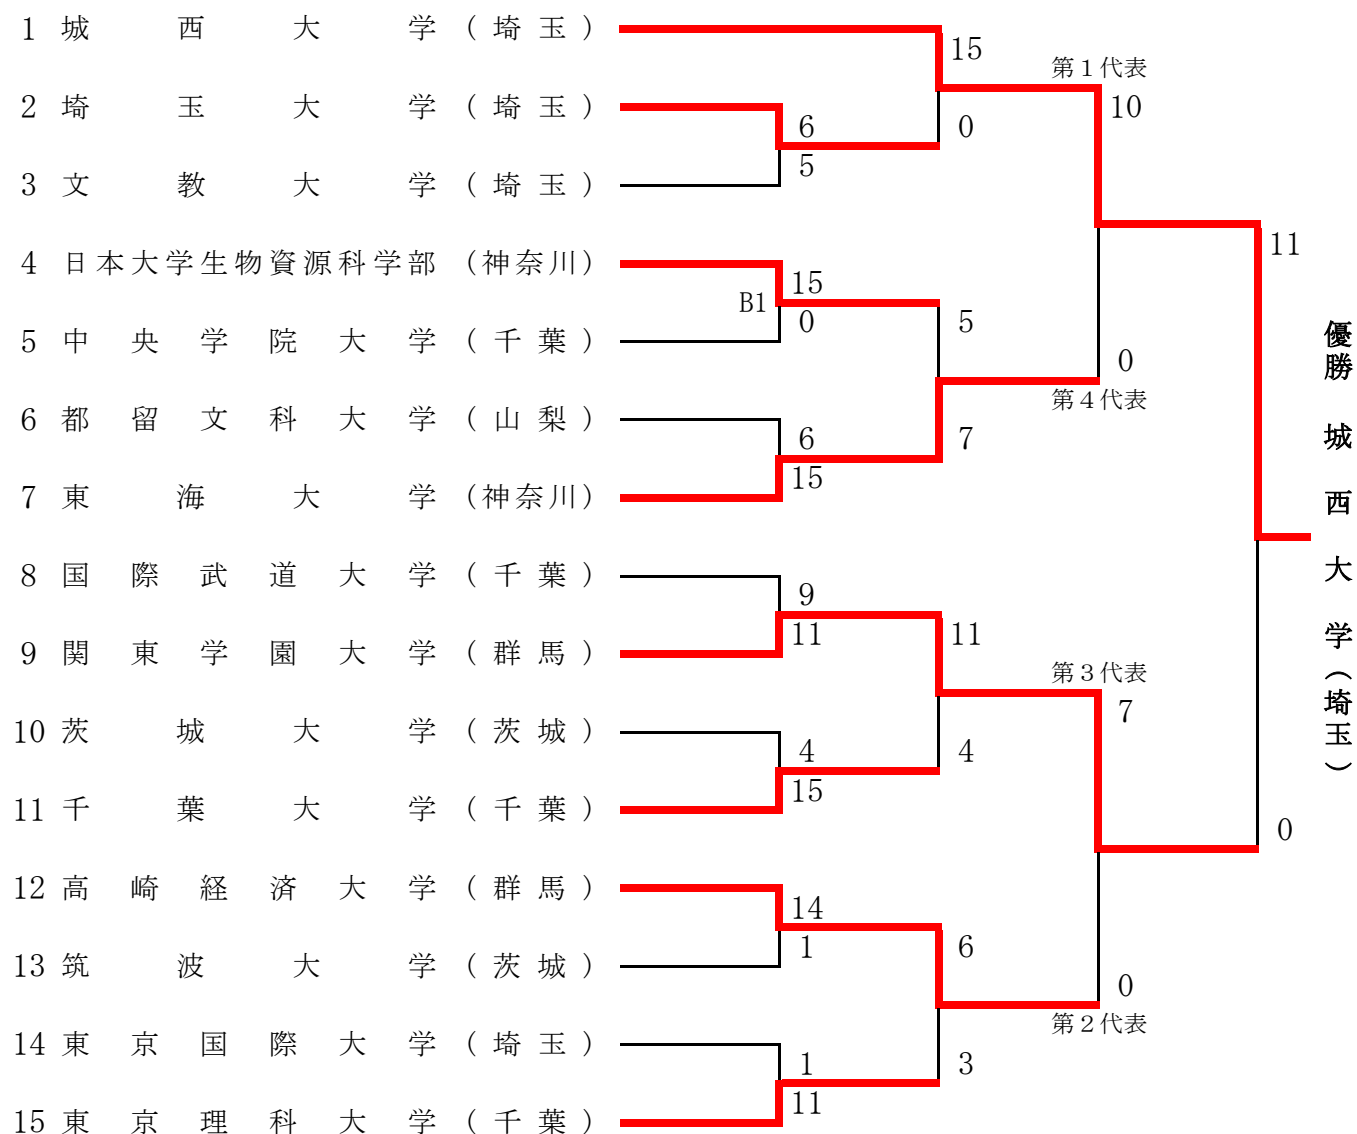 1 城西大学 (埼玉)
2 埼玉大学 (埼玉)
3 文教大学 (埼玉)
4 日本大学生物資源科学部 (神奈川)
5 中央学院大学 (千葉)
6 都留文科大学 (山梨)
7 東海大学 (神奈川)
8 国際武道大学 (千葉)
9 関東学園大学 (群馬)
10 茨城大学 (茨城)
11 千葉大学 (千葉)
12 高崎経済大学 (群馬)
13 筑波大学 (茨城)
14 東京国際大学 (埼玉)
15 東京理科大学 (千葉)
6
5
B1
15
0
6
15
9
11
4
15
14
1
1
11
15
0
5
7
11
4
6
3
第1代表
10
0
第4代表
第3代表
7
0
第2代表
11
0
優勝 城西大学(埼玉)